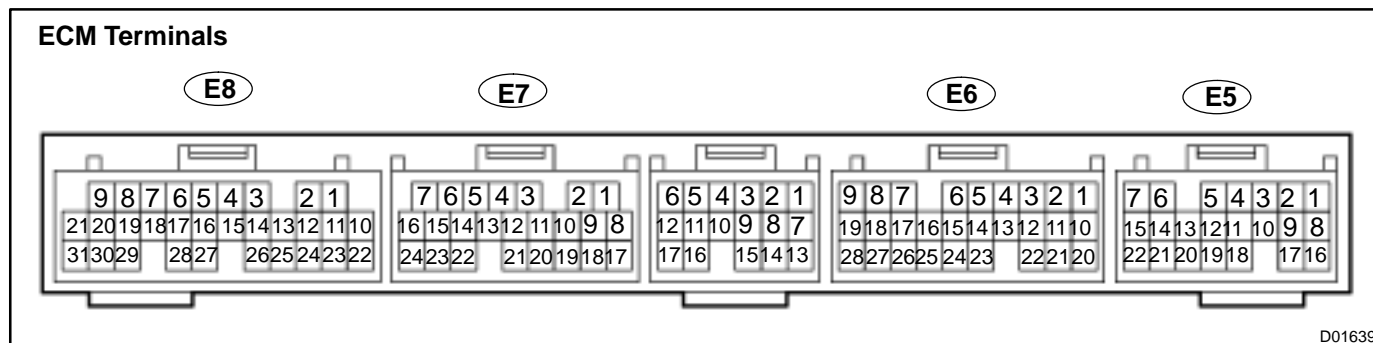 ECM Terminals
E8 E7 E6 E5
9 8 7 6 5 4 3 2 1 7 6 5 4 3 2 1 6 5 4 3 2 1 9 8 7 6 5 4 3 2 1 7 6 5 4 3 2 1
21 20 19 18 17 16 15 14 13 12 11 10 16 15 14 13 12 11 10 9 8 12 11 10 9 8 7 19 18 17 16 15 14 13 12 11 10 15 14 13 12 11 10 9 8
31 30 29 28 27 26 25 24 23 22 24 23 22 21 20 19 18 17 17 16 15 14 13 28 27 26 25 24 23 22 21 20 22 21 20 19 18 17 16
D01639